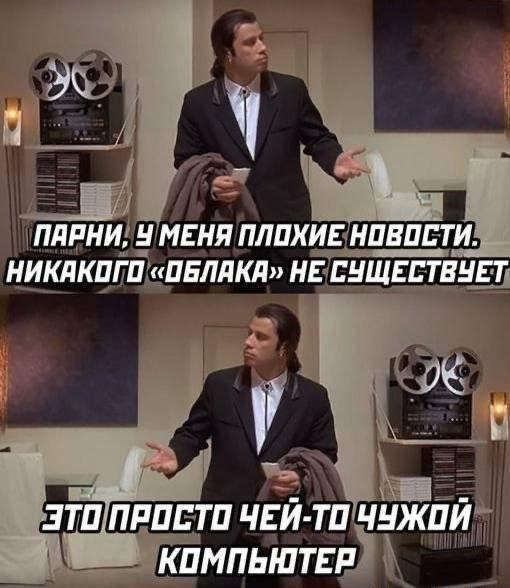 ПАРНИ, У МЕНЯ ПЛОХИЕ НОВОСТИ.
НИКАКОГО «ОБЛАКА» НЕ СУЩЕСТВУЕТ
ЭТО ПРОСТО ЧЕЙ-ТО ЧУЖОЙ
КОМПЬЮТЕР